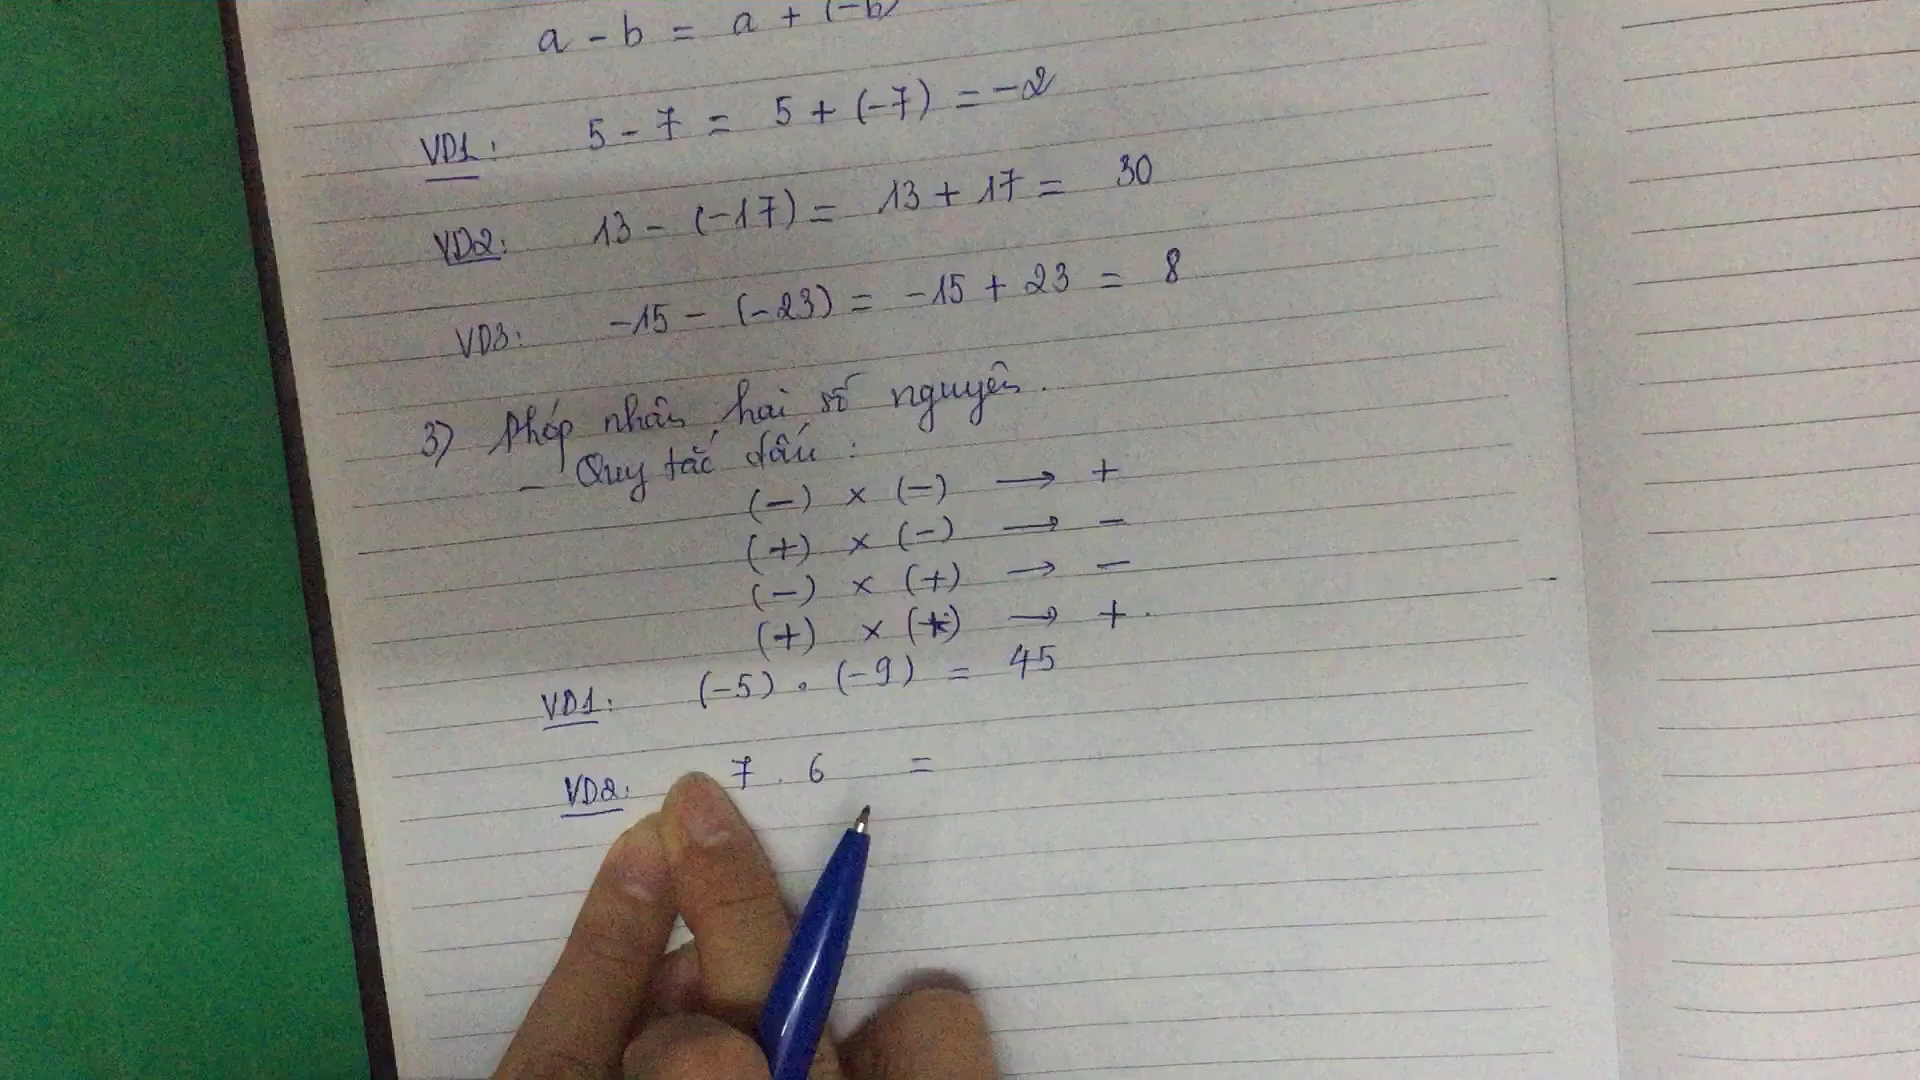 a - b = a + (-b)
VD1: 5 - 7 = 5 + (-7) = -2
VD2: 13 - (-17) = 13 + 17 = 30
VD3: -15 - (-23) = -15 + 23 = 8
3) Phép nhân hai số nguyên.
- Quy tắc dấu:
(-) × (-) → +
(+) × (-) → -
(-) × (+) → -
(+) × (+) → +.
VD1: (-5) . (-9) = 45
VD2: 7 . 6 =